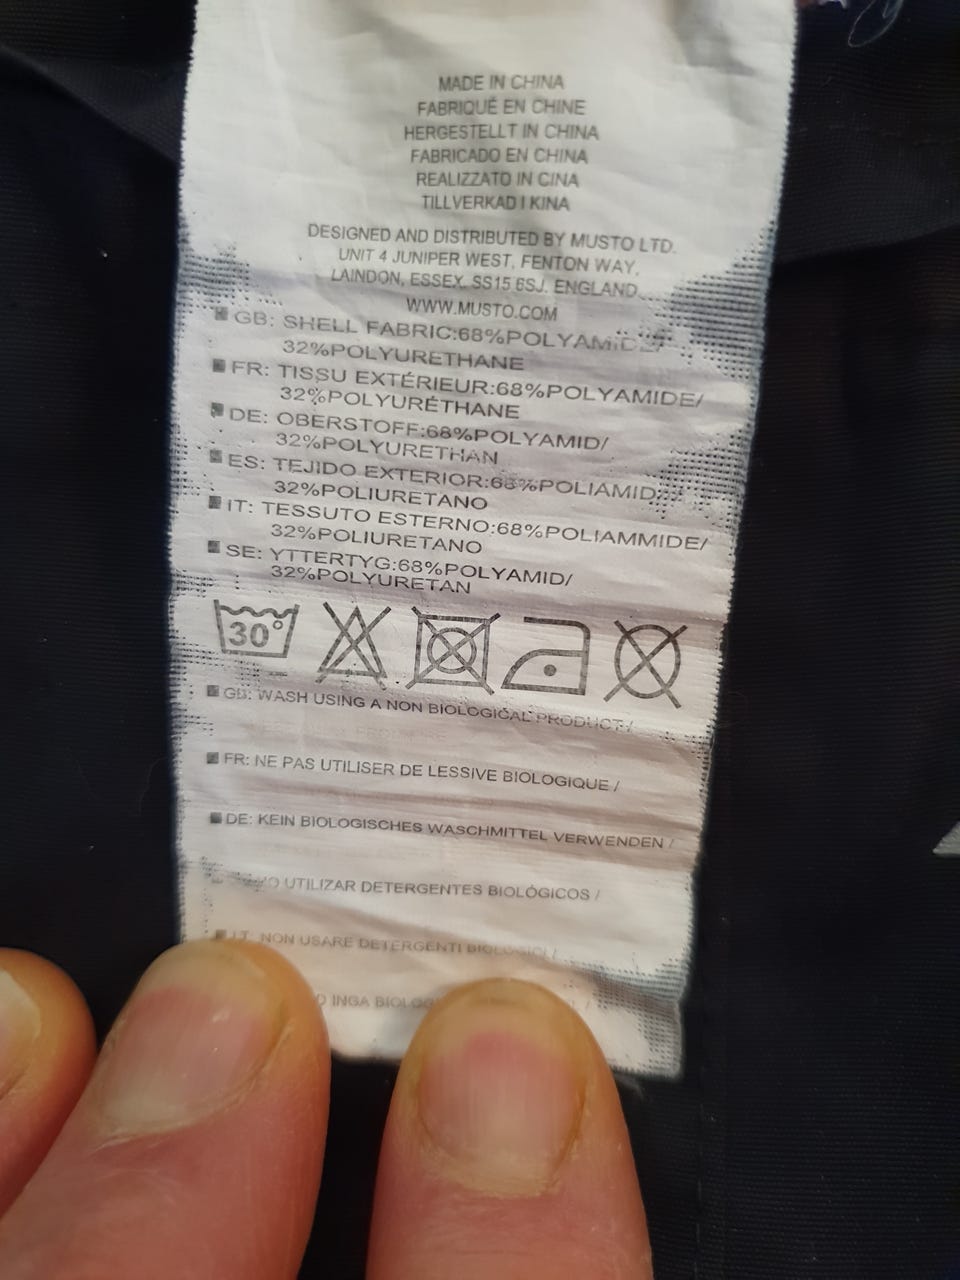 MADE IN CHINA
FABRIQUÉ EN CHINE
HERGESTELLT IN CHINA
FABRICADO EN CHINA
REALIZZATO IN CINA
TILLVERKAD I KINA
DESIGNED AND DISTRIBUTED BY MUSTO LTD.
UNIT 4 JUNIPER WEST, FENTON WAY,
LAINDON, ESSEX. SS15 6SJ. ENGLAND
WWW.MUSTO.COM
GB: SHELL FABRIC:68%POLYAMIDE/
32%POLYURETHANE
FR: TISSU EXTÉRIEUR:68%POLYAMIDE/
32%POLYURÉTHANE
DE: OBERSTOFF:68%POLYAMID/
32%POLYURETHAN
ES: TEJIDO EXTERIOR:68%POLIAMID
32%POLIURETANO
IT: TESSUTO ESTERNO:68%POLIAMMIDE/
32%POLIURETANO
SE: YTTERTYG:68%POLYAMID/
32%POLYURETAN
30°
GB: WASH USING A NON BIOLOGICAL PRODUCT /
FR: NE PAS UTILISER DE LESSIVE BIOLOGIQUE /
DE: KEIN BIOLOGISCHES WASCHMITTEL VERWENDEN /
UTILIZAR DETERGENTES BIOLÓGICOS /
IT: NON USARE DETERGENTI BIOLOGICI /
INGA